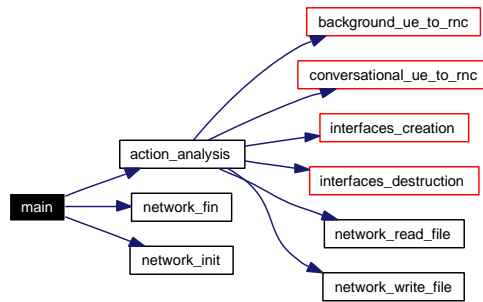 main
action_analysis
network_fin
network_init
background_ue_to_rnc
conversational_ue_to_rnc
interfaces_creation
interfaces_destruction
network_read_file
network_write_file